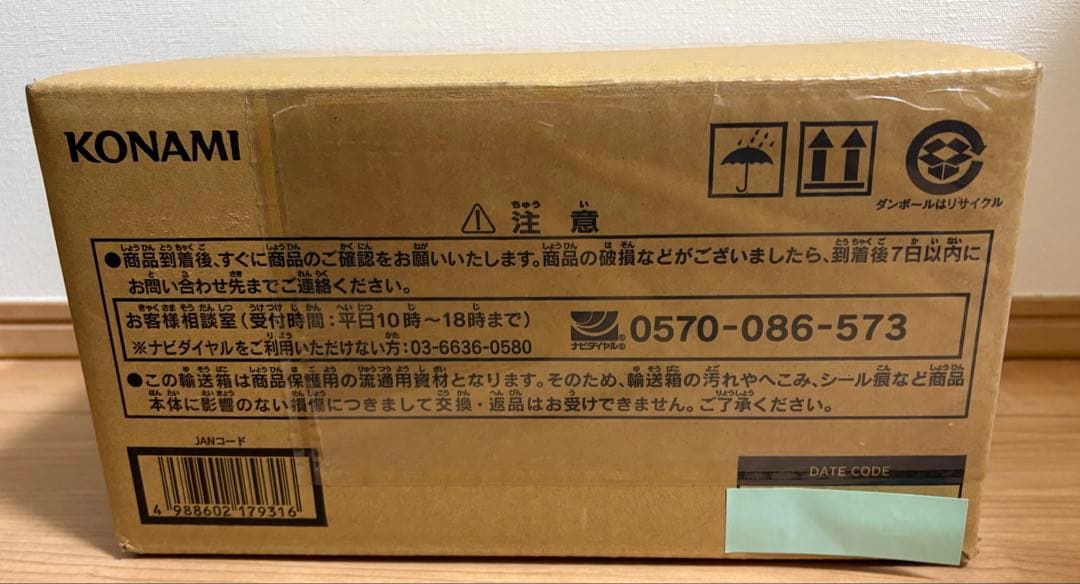 KONAMI
ダンボールはリサイクル
⚠ 注意
●商品到着後、すぐに商品のご確認をお願いいたします。商品の破損などがございましたら、到着後7日以内に
お問い合わせ先までご連絡ください。
お客様相談室(受付時間:平日10時～18時まで)
※ナビダイヤルをご利用いただけない方:03-6636-0580
ナビダイヤル®
0570-086-573
●この輸送箱は商品保護用の流通用資材となります。そのため、輸送箱の汚れやへこみ、シール痕など商品
本体に影響のない損傷につきまして交換・返品はお受けできません。ご了承ください。
JANコード
4 988602 179316
DATE CODE